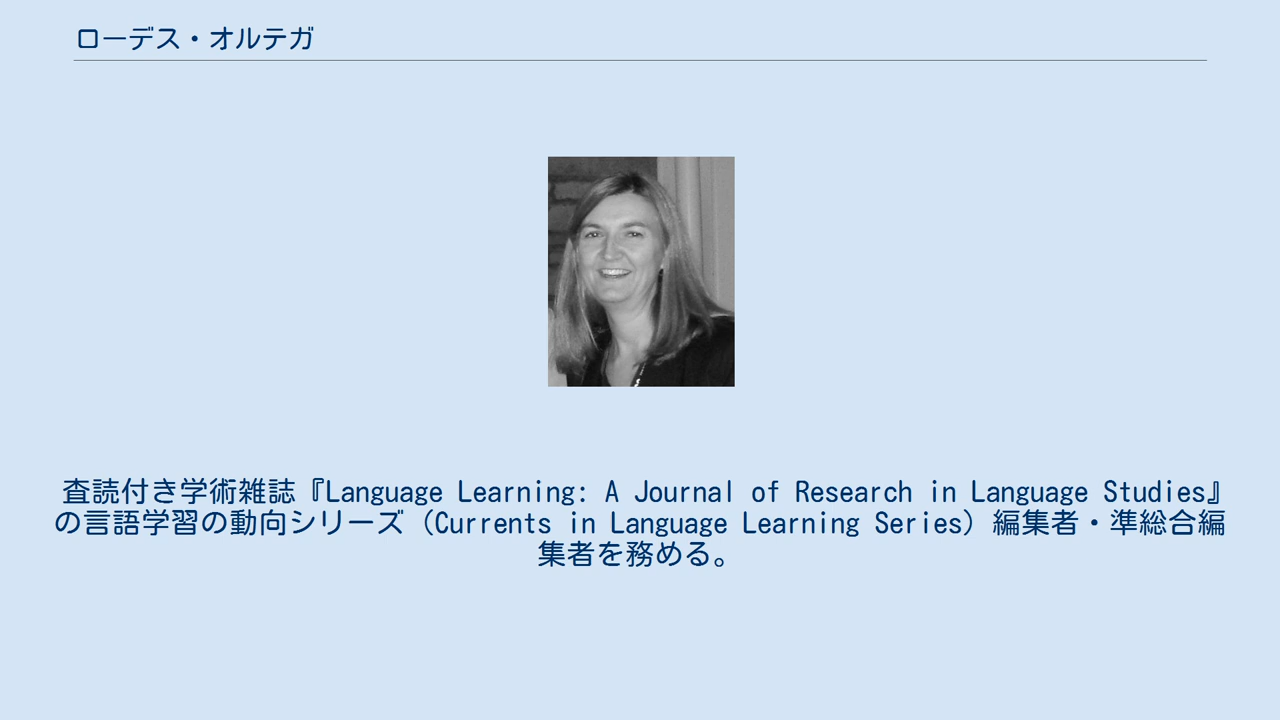 ローデス・オルテガ
査読付き学術雑誌『Language Learning: A Journal of Research in Language Studies』
の言語学習の動向シリーズ（Currents in Language Learning Series）編集者・準総合編
集者を務める。